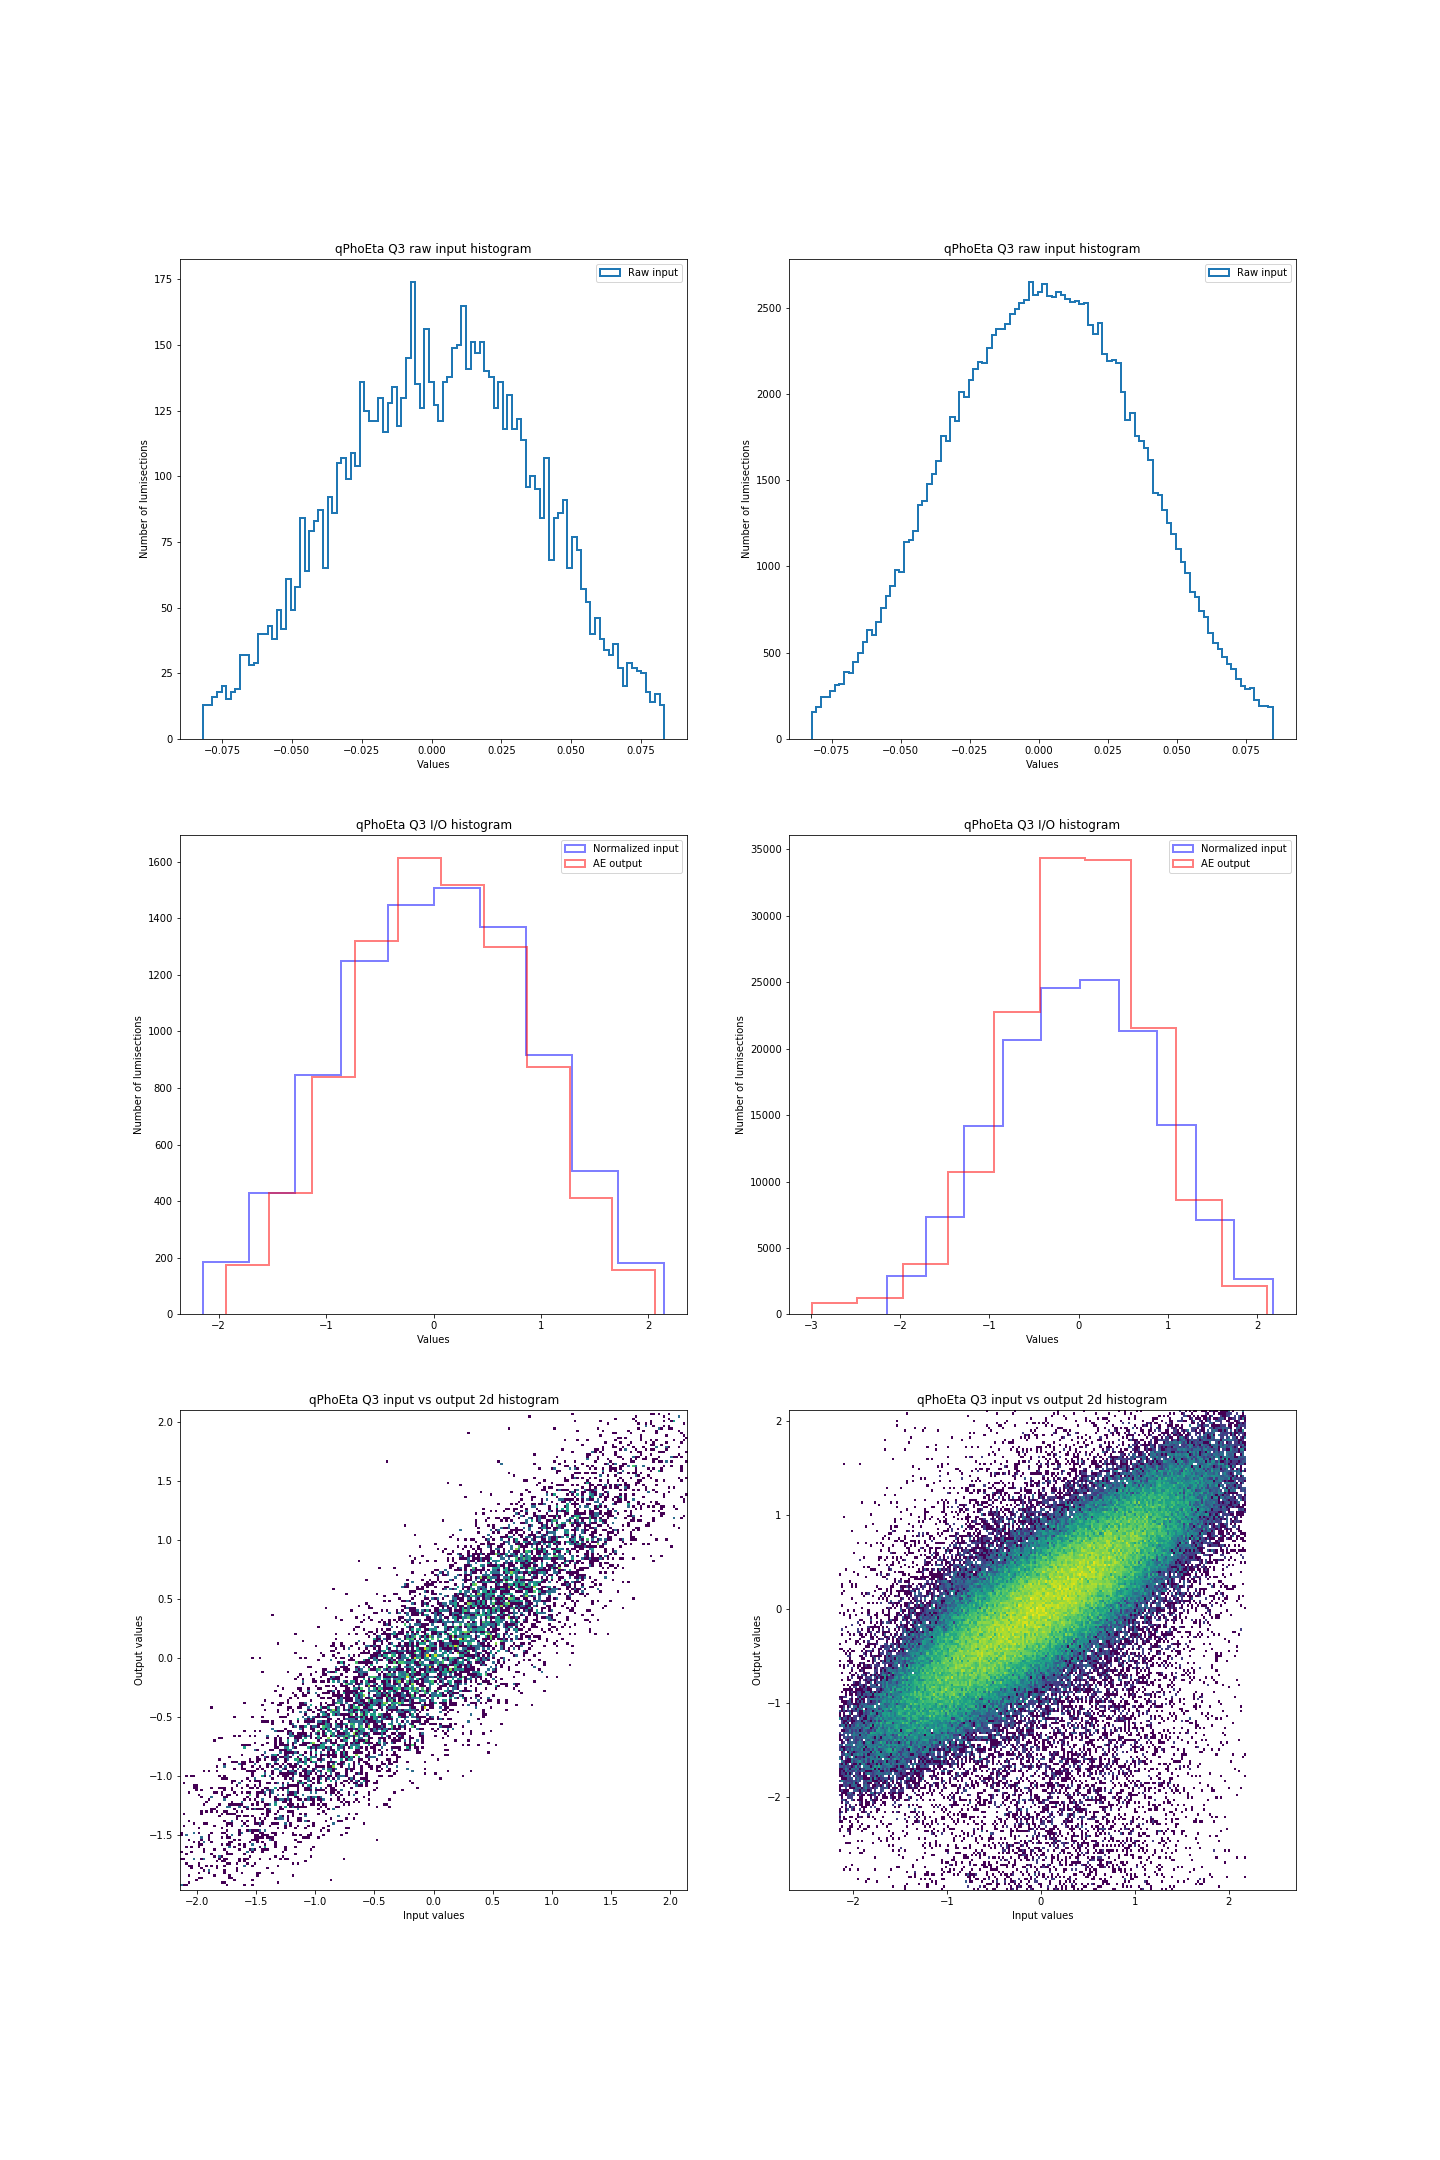 qPhoEta Q3 raw input histogram
Raw input
175
150
125
100
75
50
25
0
Number of lumisections
−0.075 −0.050 −0.025 0.000 0.025 0.050 0.075
Values
qPhoEta Q3 raw input histogram
Raw input
2500
2000
1500
1000
500
0
Number of lumisections
−0.075 −0.050 −0.025 0.000 0.025 0.050 0.075
Values
qPhoEta Q3 I/O histogram
Normalized input
AE output
1600
1400
1200
1000
800
600
400
200
0
Number of lumisections
−2 −1 0 1 2
Values
qPhoEta Q3 I/O histogram
Normalized input
AE output
35000
30000
25000
20000
15000
10000
5000
0
Number of lumisections
−3 −2 −1 0 1 2
Values
qPhoEta Q3 input vs output 2d histogram
2.0
1.5
1.0
0.5
0.0
−0.5
−1.0
−1.5
Output values
−2.0 −1.5 −1.0 −0.5 0.0 0.5 1.0 1.5 2.0
Input values
qPhoEta Q3 input vs output 2d histogram
2
1
0
−1
−2
Output values
−2 −1 0 1 2
Input values